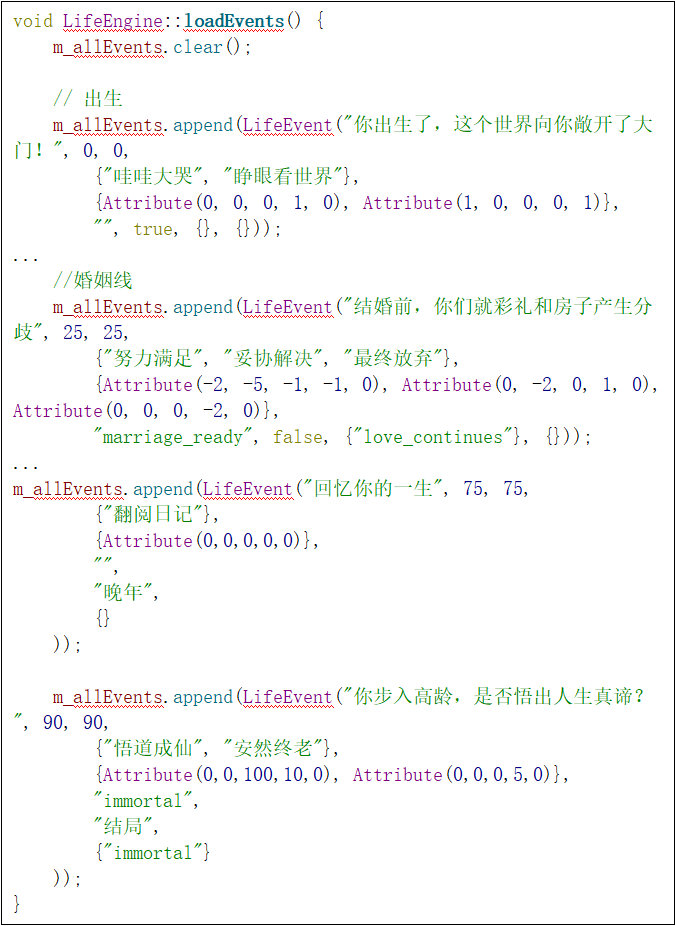 void LifeEngine::loadEvents() {
    m_allEvents.clear();

    // 出生
    m_allEvents.append(LifeEvent("你出生了，这个世界向你敞开了大
门！", 0, 0,
        {"哇哇大哭", "睁眼看世界"},
        {Attribute(0, 0, 0, 1, 0), Attribute(1, 0, 0, 0, 1)},
        "", true, {}, {}));
...
    //婚姻线
    m_allEvents.append(LifeEvent("结婚前，你们就彩礼和房子产生分
歧", 25, 25,
        {"努力满足", "妥协解决", "最终放弃"},
        {Attribute(-2, -5, -1, -1, 0), Attribute(0, -2, 0, 1, 0),
Attribute(0, 0, 0, -2, 0)},
        "marriage_ready", false, {"love_continues"}, {}));
...
m_allEvents.append(LifeEvent("回忆你的一生", 75, 75,
        {"翻阅日记"},
        {Attribute(0,0,0,0,0)},
        "",
        "晚年",
        {}
    ));

    m_allEvents.append(LifeEvent("你步入高龄，是否悟出人生真谛？
", 90, 90,
        {"悟道成仙", "安然终老"},
        {Attribute(0,0,100,10,0), Attribute(0,0,0,5,0)},
        "immortal",
        "结局",
        {"immortal"}
    ));
}